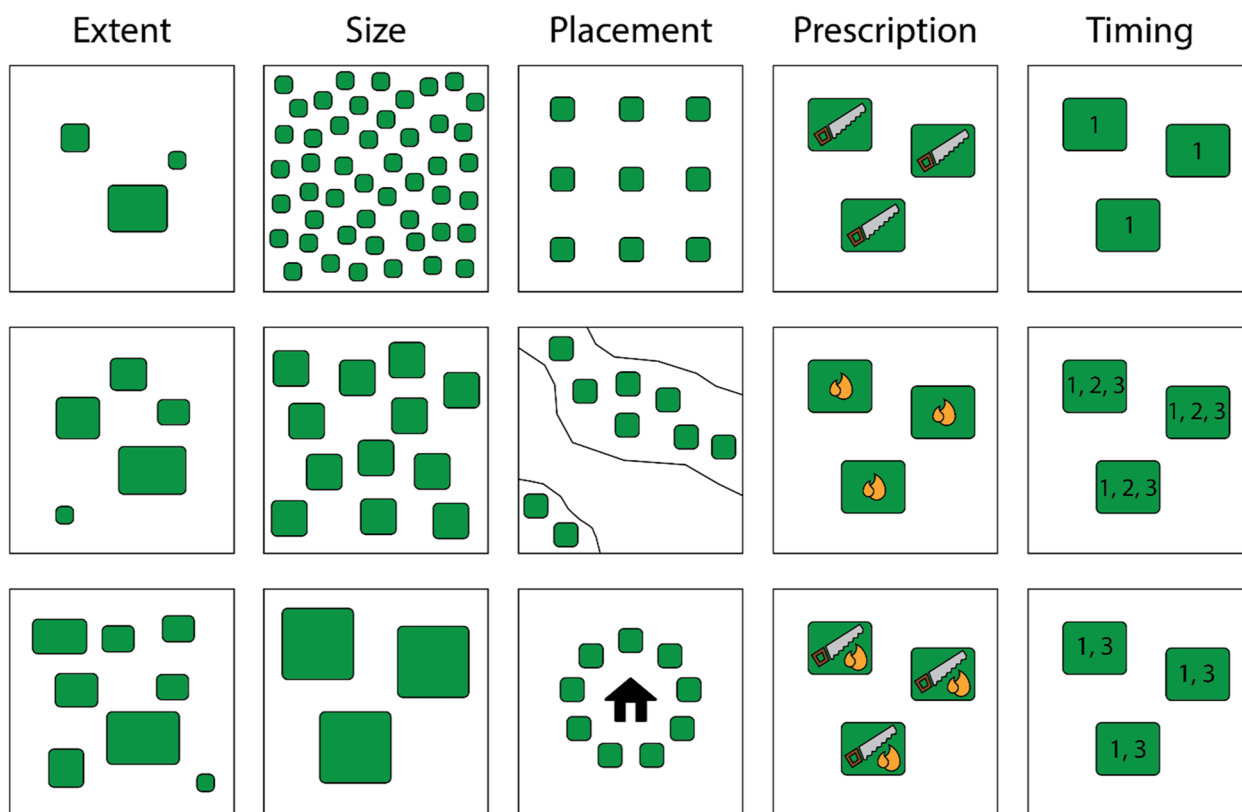 Extent Size Placement Prescription Timing
1
1
1
1, 2, 3
1, 2, 3
1, 2, 3
1, 3
1, 3
1, 3